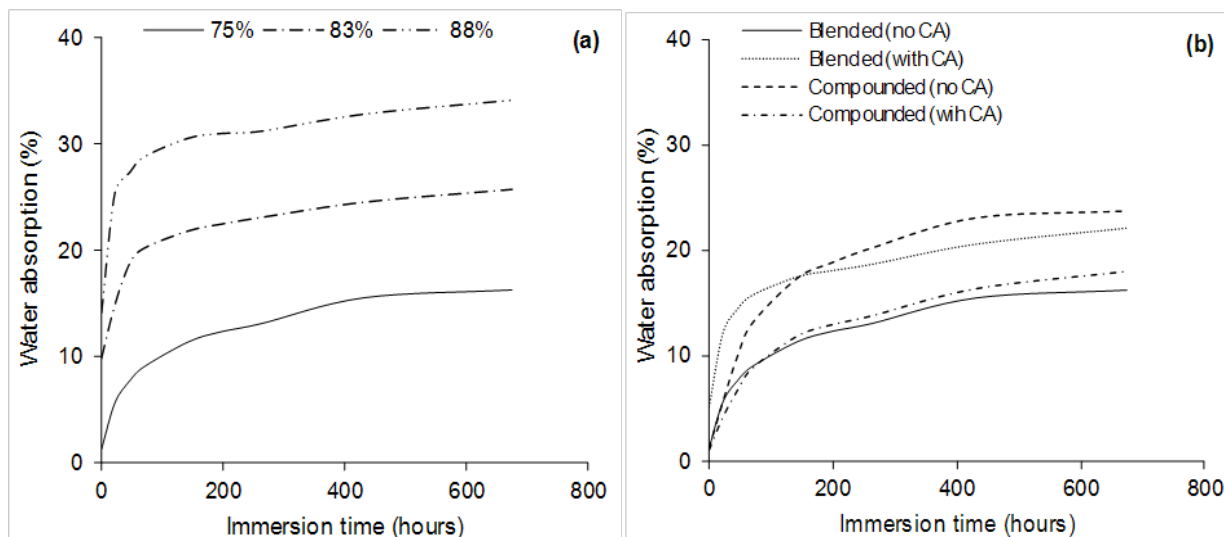 75% 83% 88%
(a)
40
30
20
10
0
Water absorption (%)
0 200 400 600 800
Immersion time (hours)
Blended (no CA)
Blended (with CA)
Compounded (no CA)
Compounded (wih CA)
(b)
40
30
20
10
0
Water absorption (%)
0 200 400 600 800
Immersion time (hours)